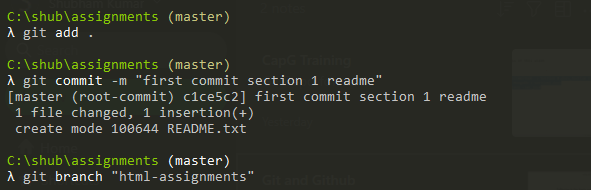 C:\shub\assignments (master)
λ git add .
C:\shub\assignments (master)
λ git commit -m "first commit section 1 readme"
[master (root-commit) c1ce5c2] first commit section 1 readme
 1 file changed, 1 insertion(+)
 create mode 100644 README.txt
C:\shub\assignments (master)
λ git branch "html-assignments"